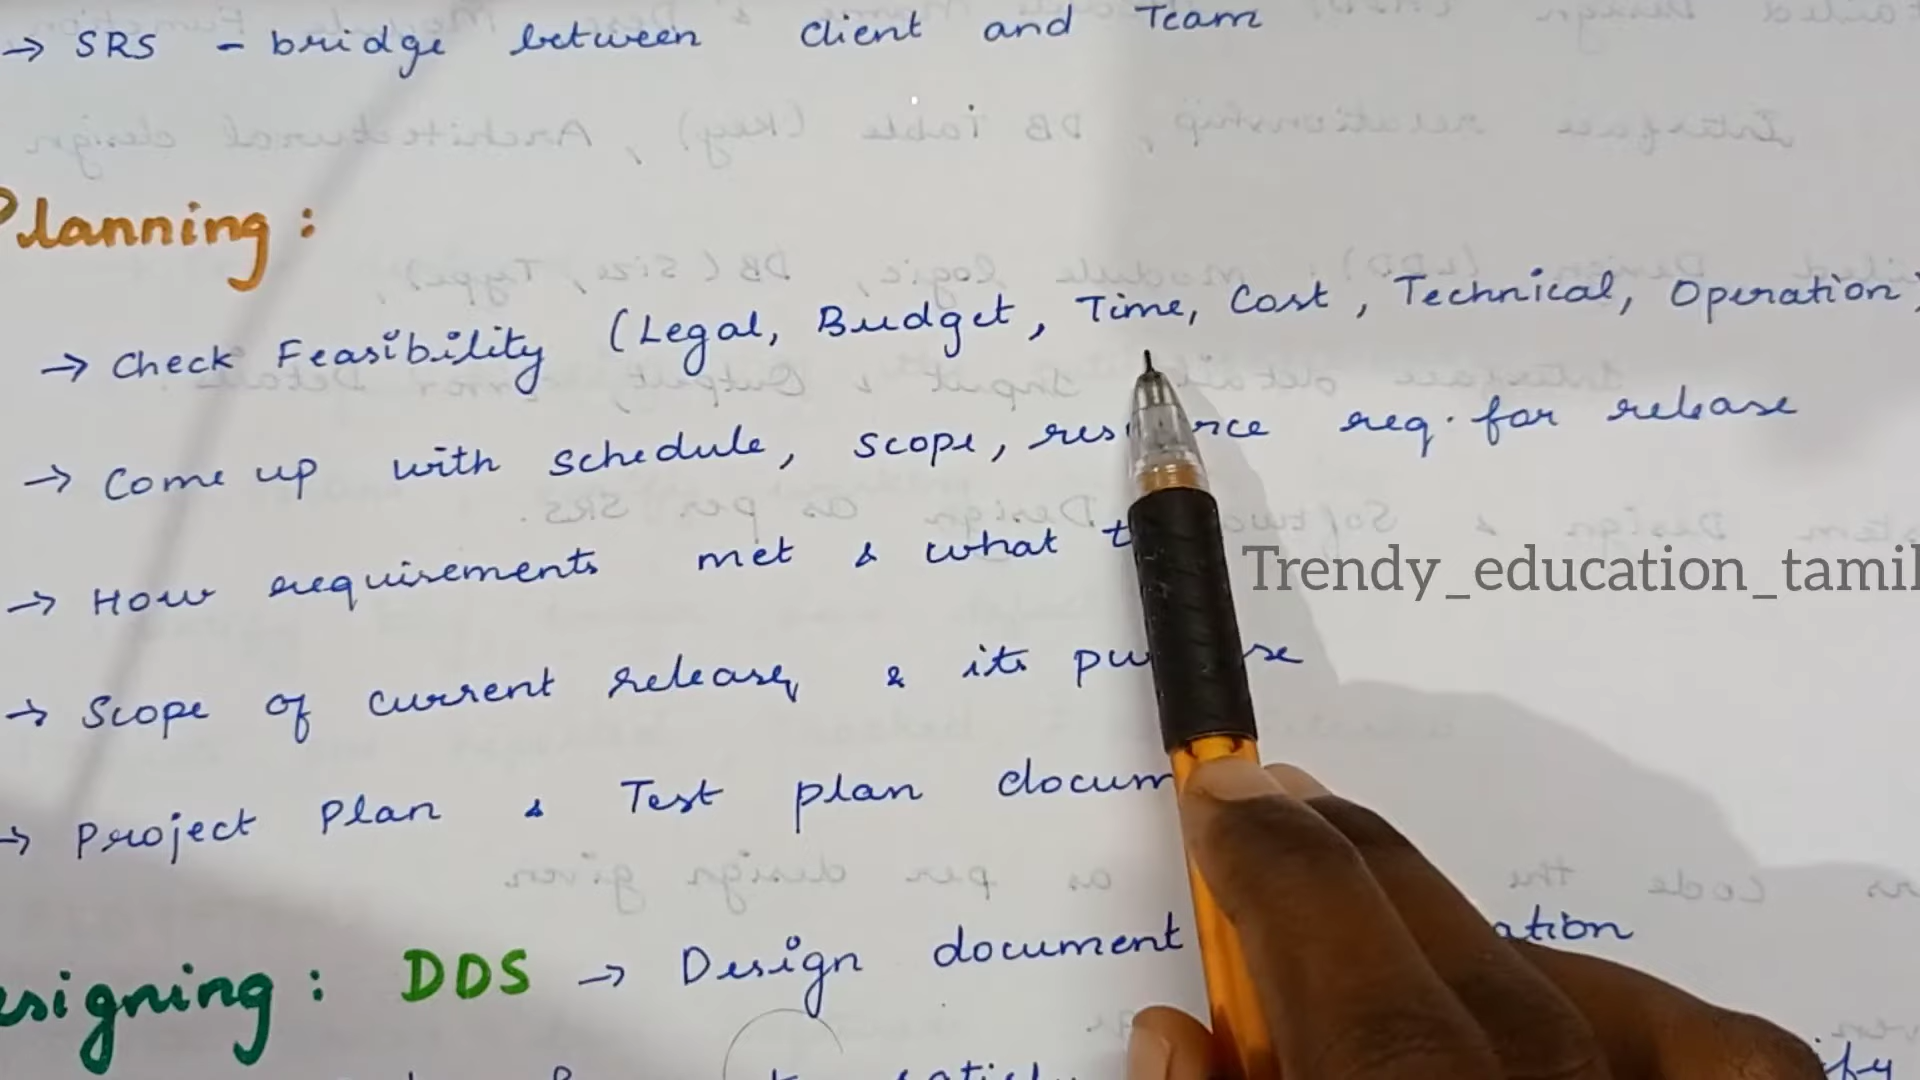 → SRS - bridge between client and Team
Planning :
→ Check Feasibility (Legal, Budget, Time, Cost, Technical, Operation)
→ Come up with schedule, scope, req. for release
→ How requirements met & what
Trendy_education_tamil
→ Scope of current release, & its
→ Project Plan & Test plan
esigning : DDS → Design document